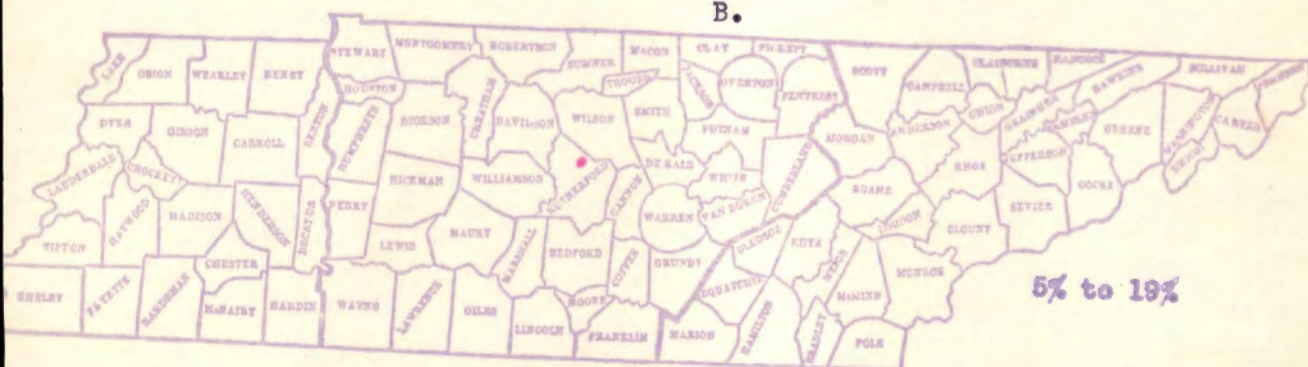 B.
STEWART MONTGOMERY ROBERTSON SUMNER MACON CLAY PICKETT
LAKE OBION WEAKLEY HENRY HOUSTON TROUSD JACKSON OVERTON FENTRESS SCOTT CAMPBELL CLAIBORNE HANCOCK HAWKINS SULLIVAN JOHNSON
DYER GIBSON CARROLL BENTON HUMPHREYS DICKSON CHEATHAM DAVIDSON WILSON SMITH PUTNAM MORGAN ANDERSON UNION GRAINGER HAMBLEN GREENE WASHINGTON CARTER
LAUDERDALE CROCKETT HICKMAN WILLIAMSON RUTHERFORD CANNON DE KALB WHITE CUMBERLAND ROANE KNOX JEFFERSON COCKE UNICOI
TIPTON HAYWOOD MADISON HENDERSON DECATUR PERRY LEWIS MAURY MARSHALL BEDFORD COFFEE WARREN VAN BUREN BLEDSOE RHEA LOUDON BLOUNT SEVIER
SHELBY FAYETTE HARDEMAN CHESTER McNAIRY HARDIN WAYNE LAWRENCE GILES LINCOLN MOORE FRANKLIN GRUNDY SEQUATCHIE MARION HAMILTON MEIGS McMINN MONROE BRADLEY POLK
5% to 19%